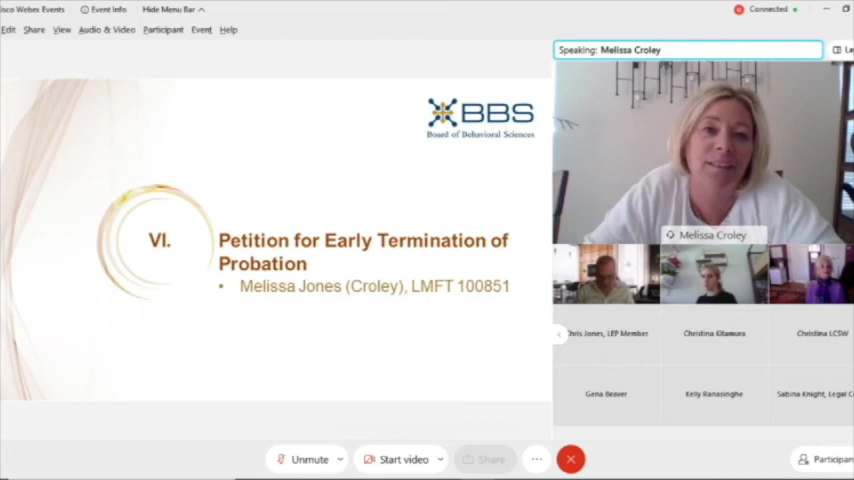 isco Webex Events
Event Info
Hide Menu Bar
Connected
Edit Share View Audio & Video Participant Event Help
Speaking: Melissa Croley
La
BBS
Board of Behavioral Sciences
VI.
Petition for Early Termination of
Probation
• Melissa Jones (Croley), LMFT 100851
Melissa Croley
Chris Jones, LEP Member
Christina Kitamura
Christina LCSW
Gena Beaver
Kelly Ranasinghe
Sabina Knight, Legal C
Unmute
Start video
Share
Participan